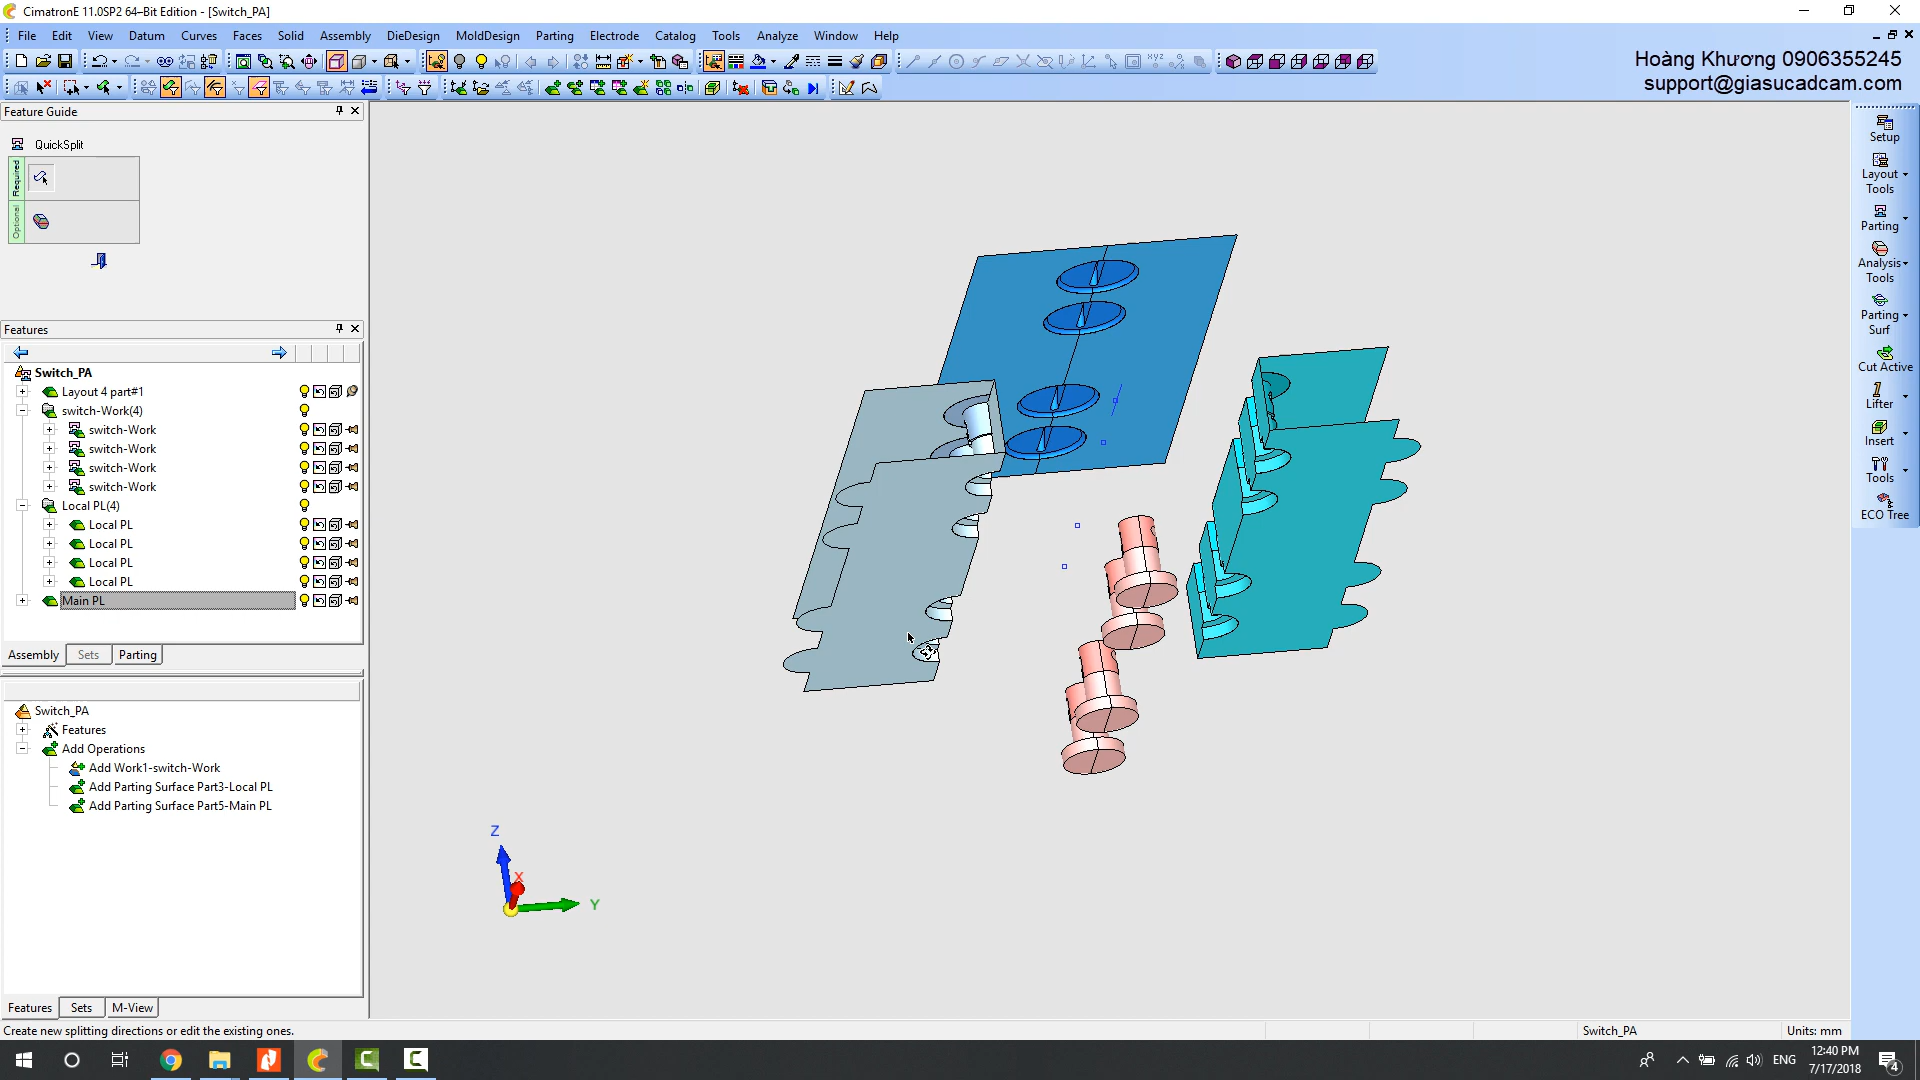 CimatronE 11.0SP2 64–Bit Edition - [Switch_PA]
File Edit View Datum Curves Faces Solid Assembly DieDesign MoldDesign Parting Electrode Catalog Tools Analyze Window Help
Hoàng Khương 0906355245
support@giasucadcam.com
Feature Guide
QuickSplit
Required
Optional
Features
Switch_PA
Layout 4 part#1
switch-Work(4)
switch-Work
switch-Work
switch-Work
switch-Work
Local PL(4)
Local PL
Local PL
Local PL
Local PL
Main PL
Assembly Sets Parting
Switch_PA
Features
Add Operations
Add Work1-switch-Work
Add Parting Surface Part3-Local PL
Add Parting Surface Part5-Main PL
Features Sets M-View
Z
X
Y
Setup
Layout
Tools
Parting
Analysis
Tools
Parting
Surf
Cut Active
Lifter
Insert
Tools
ECO Tree
Create new splitting directions or edit the existing ones.
Switch_PA
Units: mm
ENG
12:40 PM
7/17/2018
4